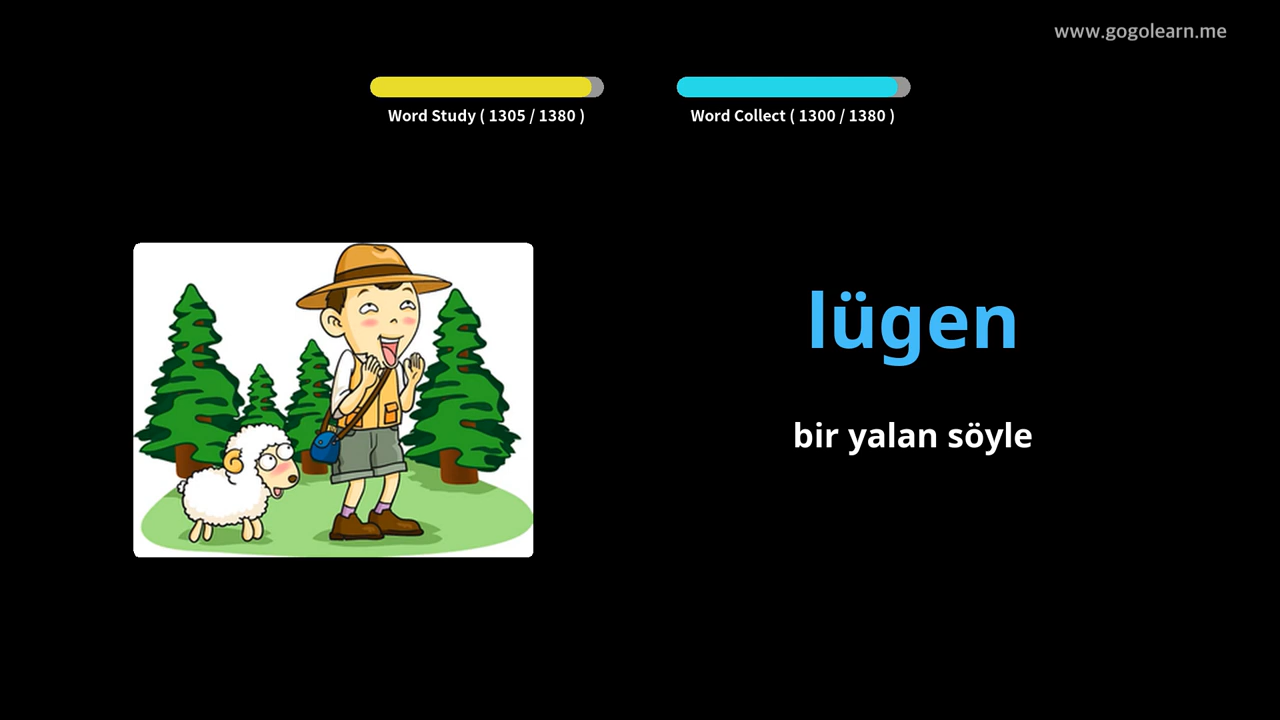 www.gogolearn.me
Word Study ( 1305 / 1380 )
Word Collect ( 1300 / 1380 )
lügen
bir yalan söyle